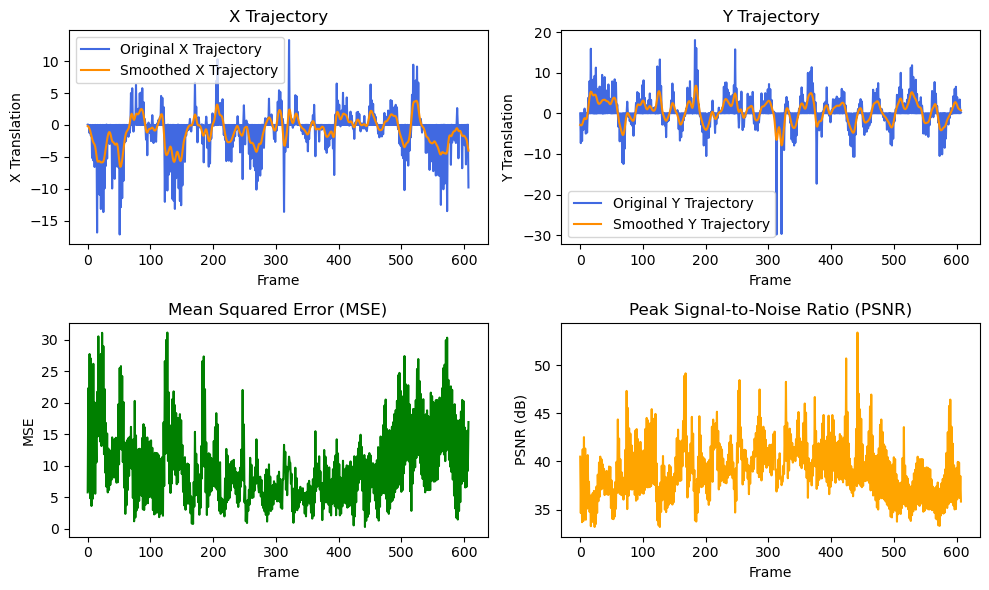 X Trajectory
Original X Trajectory
Smoothed X Trajectory
10
5
0
−5
−10
−15
X Translation
0 100 200 300 400 500 600
Frame
Y Trajectory
20
10
0
−10
−20
−30
Y Translation
Original Y Trajectory
Smoothed Y Trajectory
0 100 200 300 400 500 600
Frame
Mean Squared Error (MSE)
30
25
20
15
10
5
0
MSE
0 100 200 300 400 500 600
Frame
Peak Signal-to-Noise Ratio (PSNR)
50
45
40
35
PSNR (dB)
0 100 200 300 400 500 600
Frame